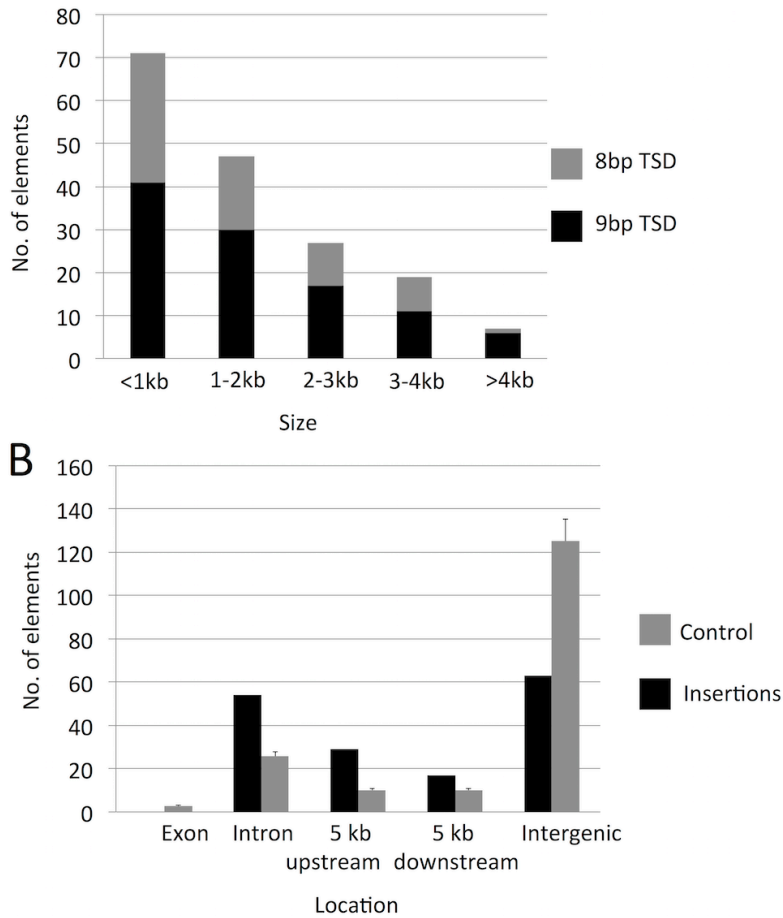 80
70
60
50
40
30
20
10
0
No. of elements
<1kb 1-2kb 2-3kb 3-4kb >4kb
Size
8bp TSD
9bp TSD
B
160
140
120
100
80
60
40
20
0
No. of elements
Exon Intron 5 kb 5 kb Intergenic
upstream downstream
Location
Control
Insertions